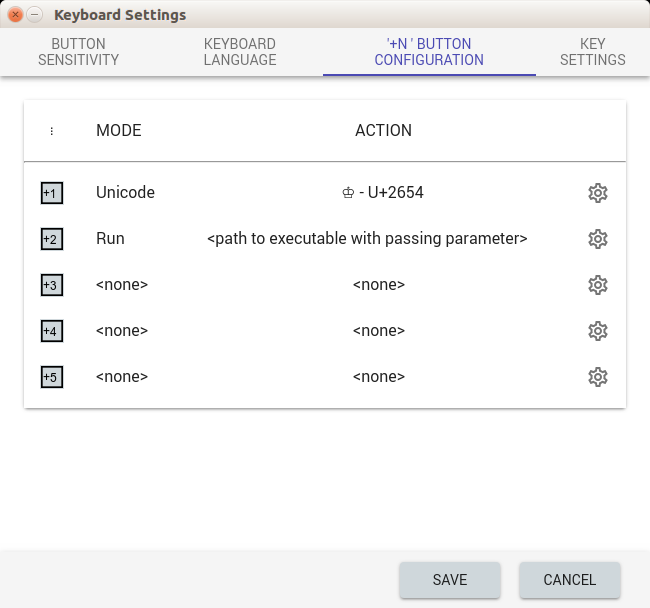 Keyboard Settings
BUTTON SENSITIVITY
KEYBOARD LANGUAGE
'+N ' BUTTON CONFIGURATION
KEY SETTINGS
MODE ACTION
+1 Unicode ♔ - U+2654
+2 Run <path to executable with passing parameter>
+3 <none> <none>
+4 <none> <none>
+5 <none> <none>
SAVE CANCEL